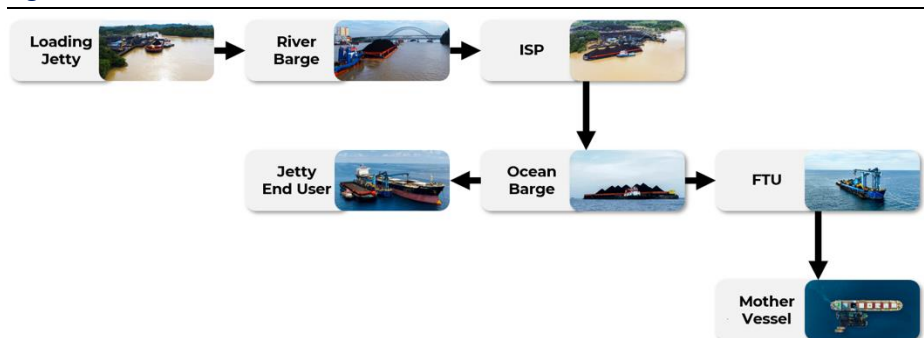 Loading
Jetty
River
Barge
ISP
Jetty
End User
Ocean
Barge
FTU
Mother
Vessel